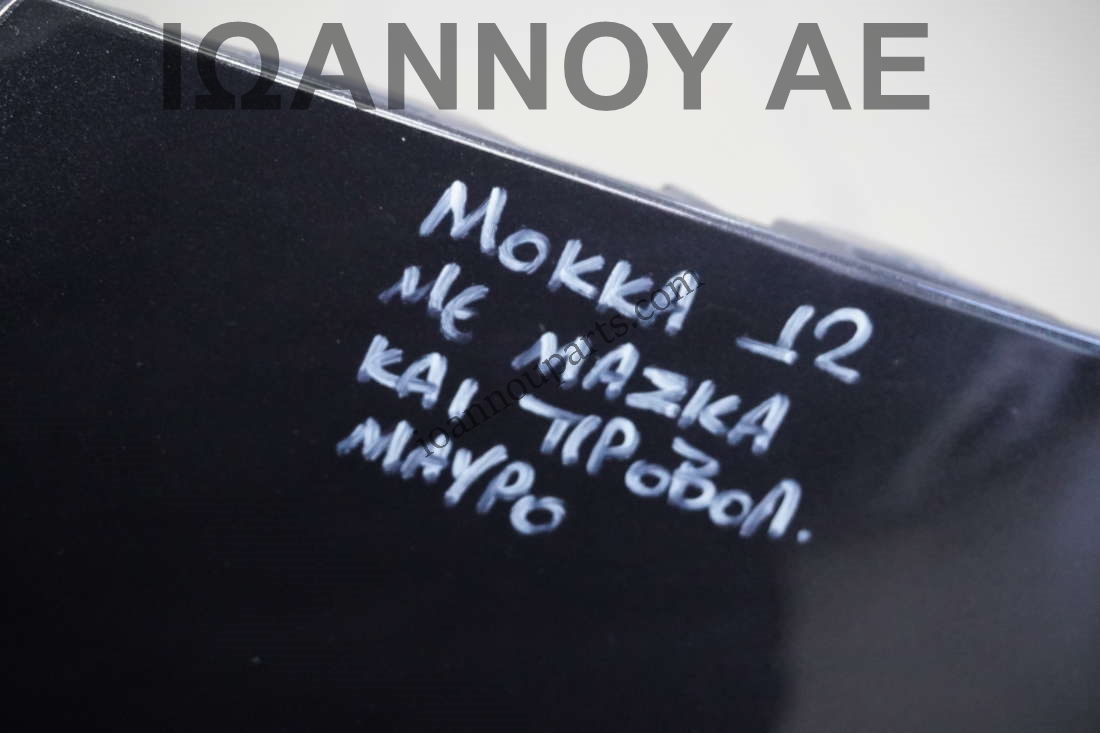 ΙΩΑΝΝΟΥ ΑΕ
ΜΟΚΚΑ 12
ΜΕ ΜΑΣΚΑ
ΚΑΙ ΠΡΟΒΟΛ.
ΜΑΥΡΟ
ioannouparts.com